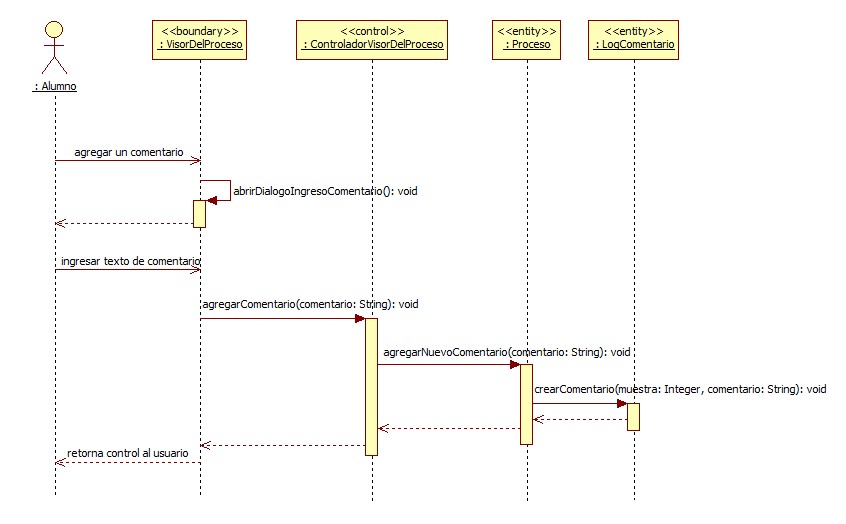 <<boundary>>
: VisorDelProceso
<<control>>
: ControladorVisorDelProceso
<<entity>>
: Proceso
<<entity>>
: LogComentario
: Alumno
agregar un comentario
abrirDialogoIngresoComentario(): void
ingresar texto de comentario
agregarComentario(comentario: String): void
agregarNuevoComentario(comentario: String): void
crearComentario(muestra: Integer, comentario: String): void
retorna control al usuario